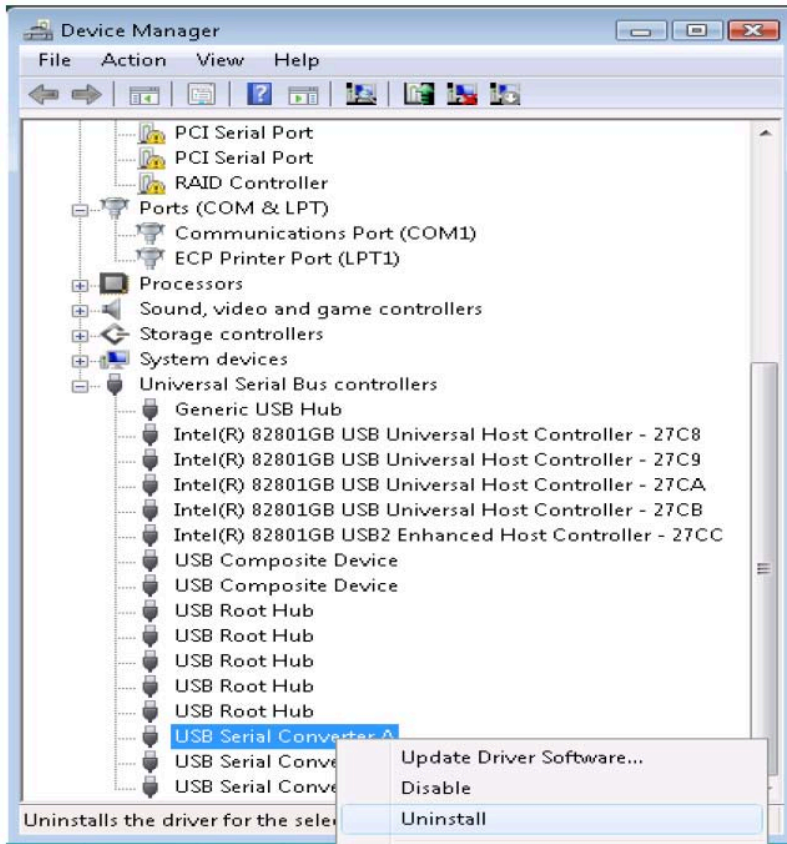 Device Manager
File Action View Help
PCI Serial Port
PCI Serial Port
RAID Controller
Ports (COM & LPT)
Communications Port (COM1)
ECP Printer Port (LPT1)
Processors
Sound, video and game controllers
Storage controllers
System devices
Universal Serial Bus controllers
Generic USB Hub
Intel(R) 82801GB USB Universal Host Controller - 27C8
Intel(R) 82801GB USB Universal Host Controller - 27C9
Intel(R) 82801GB USB Universal Host Controller - 27CA
Intel(R) 82801GB USB Universal Host Controller - 27CB
Intel(R) 82801GB USB2 Enhanced Host Controller - 27CC
USB Composite Device
USB Composite Device
USB Root Hub
USB Root Hub
USB Root Hub
USB Root Hub
USB Root Hub
USB Serial Converter A
USB Serial Conve
USB Serial Conve
Update Driver Software...
Disable
Uninstall
Uninstalls the driver for the sele